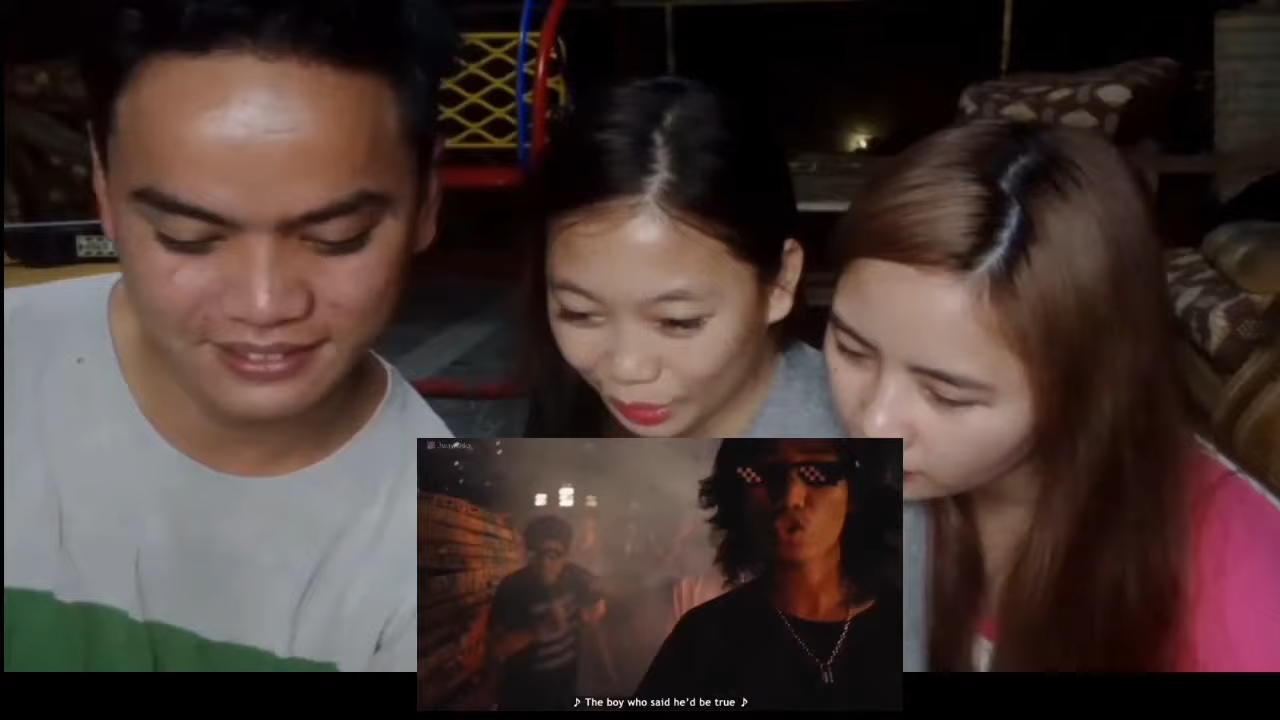 ♪ The boy who said he'd be true ♪